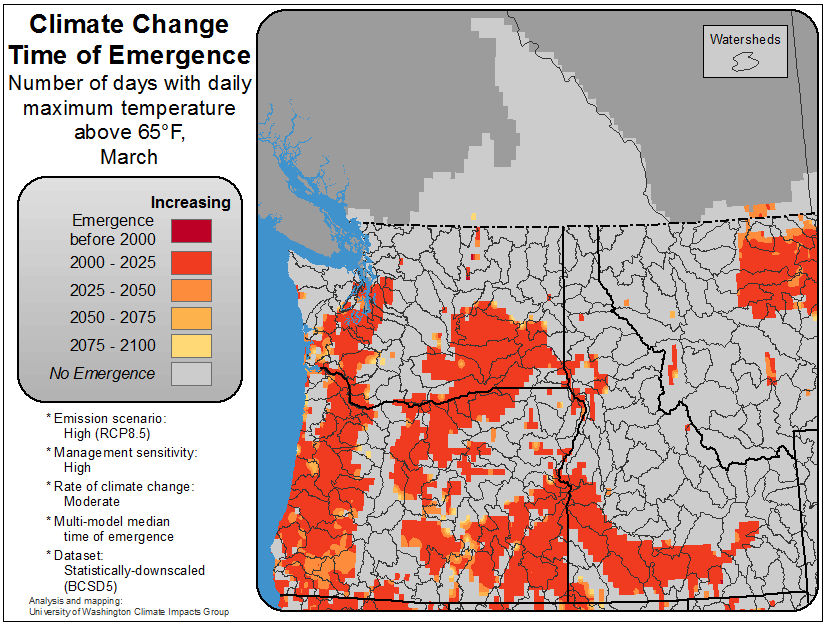 Climate Change
Time of Emergence
Number of days with daily
maximum temperature
above 65°F,
March
Increasing
Emergence
before 2000
2000 - 2025
2025 - 2050
2050 - 2075
2075 - 2100
No Emergence
* Emission scenario:
High (RCP8.5)
* Management sensitivity:
High
* Rate of climate change:
Moderate
* Multi-model median
time of emergence
* Dataset:
Statistically-downscaled
(BCSD5)
Analysis and mapping:
University of Washington Climate Impacts Group
Watersheds